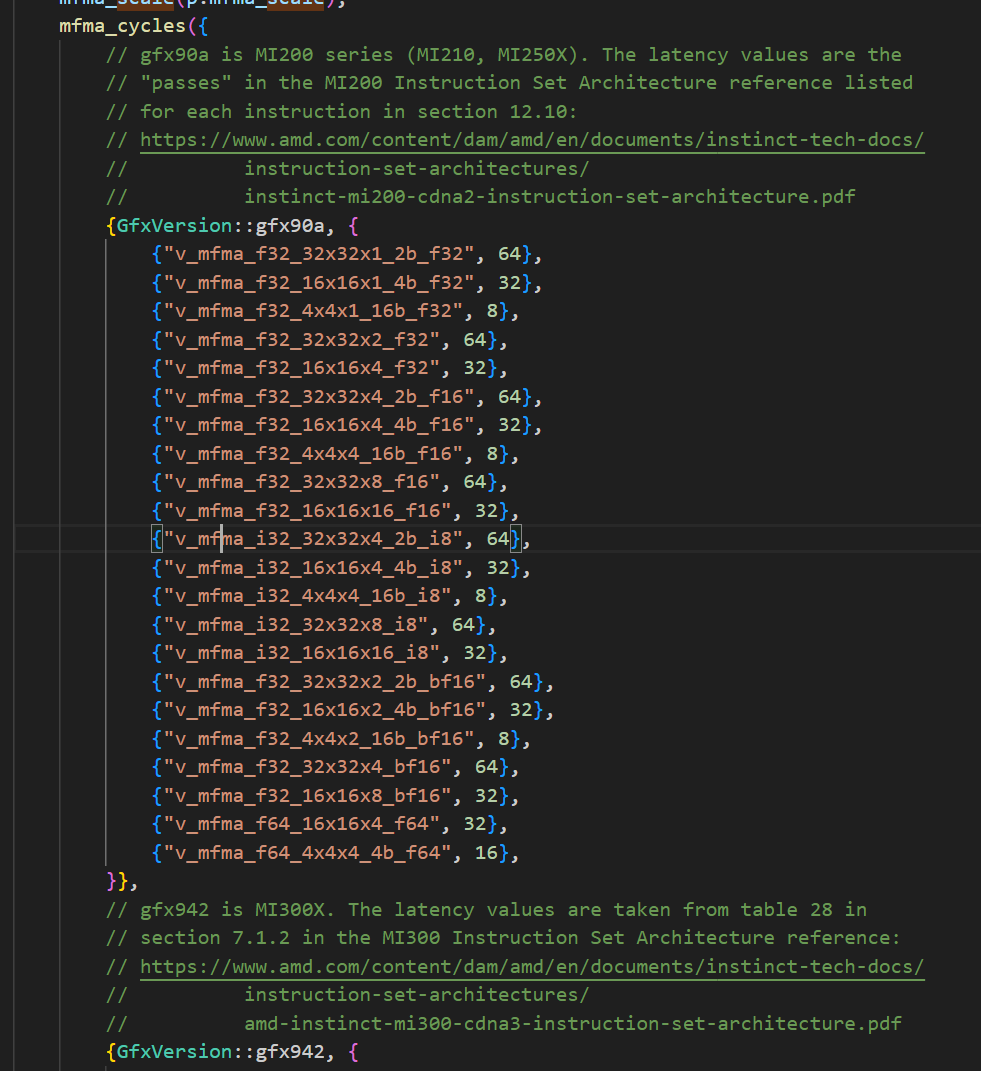 mfma_scale(p.mfma_scale),
mfma_cycles({
// gfx90a is MI200 series (MI210, MI250X). The latency values are the
// "passes" in the MI200 Instruction Set Architecture reference listed
// for each instruction in section 12.10:
// https://www.amd.com/content/dam/amd/en/documents/instinct-tech-docs/
//          instruction-set-architectures/
//          instinct-mi200-cdna2-instruction-set-architecture.pdf
{GfxVersion::gfx90a, {
{"v_mfma_f32_32x32x1_2b_f32", 64},
{"v_mfma_f32_16x16x1_4b_f32", 32},
{"v_mfma_f32_4x4x1_16b_f32", 8},
{"v_mfma_f32_32x32x2_f32", 64},
{"v_mfma_f32_16x16x4_f32", 32},
{"v_mfma_f32_32x32x4_2b_f16", 64},
{"v_mfma_f32_16x16x4_4b_f16", 32},
{"v_mfma_f32_4x4x4_16b_f16", 8},
{"v_mfma_f32_32x32x8_f16", 64},
{"v_mfma_f32_16x16x16_f16", 32},
{"v_mfma_i32_32x32x4_2b_i8", 64},
{"v_mfma_i32_16x16x4_4b_i8", 32},
{"v_mfma_i32_4x4x4_16b_i8", 8},
{"v_mfma_i32_32x32x8_i8", 64},
{"v_mfma_i32_16x16x16_i8", 32},
{"v_mfma_f32_32x32x2_2b_bf16", 64},
{"v_mfma_f32_16x16x2_4b_bf16", 32},
{"v_mfma_f32_4x4x2_16b_bf16", 8},
{"v_mfma_f32_32x32x4_bf16", 64},
{"v_mfma_f32_16x16x8_bf16", 32},
{"v_mfma_f64_16x16x4_f64", 32},
{"v_mfma_f64_4x4x4_4b_f64", 16},
}},
// gfx942 is MI300X. The latency values are taken from table 28 in
// section 7.1.2 in the MI300 Instruction Set Architecture reference:
// https://www.amd.com/content/dam/amd/en/documents/instinct-tech-docs/
//          instruction-set-architectures/
//          amd-instinct-mi300-cdna3-instruction-set-architecture.pdf
{GfxVersion::gfx942, {